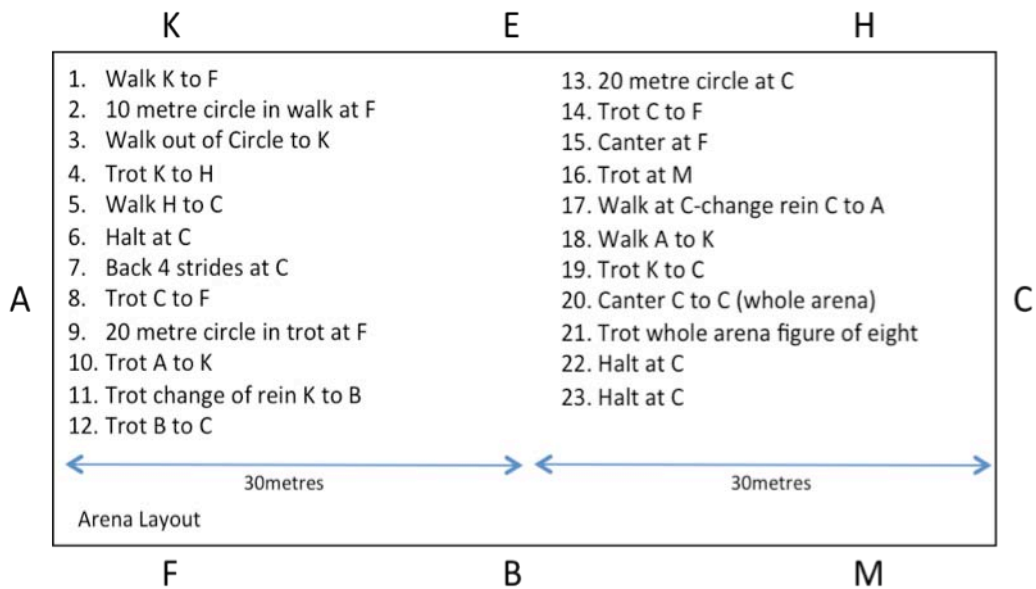 K E H
1. Walk K to F
2. 10 metre circle in walk at F
3. Walk out of Circle to K
4. Trot K to H
5. Walk H to C
6. Halt at C
7. Back 4 strides at C
8. Trot C to F
9. 20 metre circle in trot at F
10. Trot A to K
11. Trot change of rein K to B
12. Trot B to C
13. 20 metre circle at C
14. Trot C to F
15. Canter at F
16. Trot at M
17. Walk at C-change rein C to A
18. Walk A to K
19. Trot K to C
20. Canter C to C (whole arena)
21. Trot whole arena figure of eight
22. Halt at C
23. Halt at C
A
C
30metres
30metres
Arena Layout
F B M